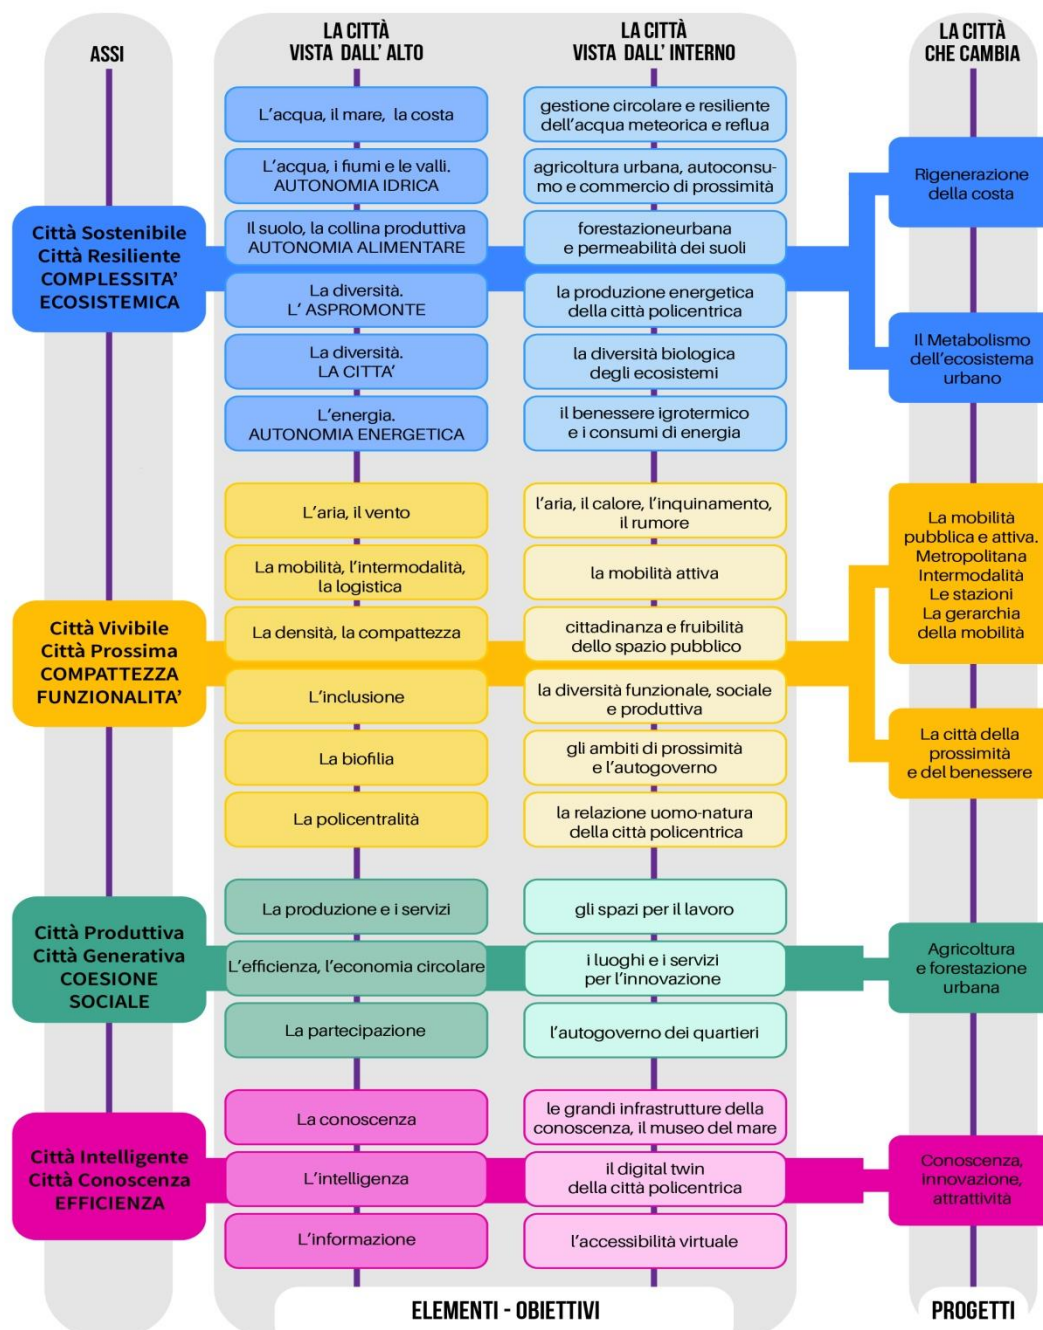 ASSI
LA CITTÀ
VISTA DALL' ALTO
LA CITTÀ
VISTA DALL' INTERNO
LA CITTÀ
CHE CAMBIA
Città Sostenibile
Città Resiliente
COMPLESSITA'
ECOSISTEMICA
L'acqua, il mare, la costa
L'acqua, i fiumi e le valli.
AUTONOMIA IDRICA
Il suolo, la collina produttiva
AUTONOMIA ALIMENTARE
La diversità.
L' ASPROMONTE
La diversità.
LA CITTA'
L'energia.
AUTONOMIA ENERGETICA
gestione circolare e resiliente
dell'acqua meteorica e reflua
agricoltura urbana, autoconsu-
mo e commercio di prossimità
forestazioneurbana
e permeabilità dei suoli
la produzione energetica
della città policentrica
la diversità biologica
degli ecosistemi
il benessere igrotermico
e i consumi di energia
Rigenerazione
della costa
Il Metabolismo
dell'ecosistema
urbano
Città Vivibile
Città Prossima
COMPATTEZZA
FUNZIONALITA'
L'aria, il vento
La mobilità, l'intermodalità,
la logistica
La densità, la compattezza
L'inclusione
La biofilia
La policentralità
l'aria, il calore, l'inquinamento,
il rumore
la mobilità attiva
cittadinanza e fruibilità
dello spazio pubblico
la diversità funzionale, sociale
e produttiva
gli ambiti di prossimità
e l'autogoverno
la relazione uomo-natura
della città policentrica
La mobilità
pubblica e attiva.
Metropolitana
Intermodalità
Le stazioni
La gerarchia
della mobilità
La città della
prossimità
e del benessere
Città Produttiva
Città Generativa
COESIONE
SOCIALE
La produzione e i servizi
L'efficienza, l'economia circolare
La partecipazione
gli spazi per il lavoro
i luoghi e i servizi
per l'innovazione
l'autogoverno dei quartieri
Agricoltura
e forestazione
urbana
Città Intelligente
Città Conoscenza
EFFICIENZA
La conoscenza
L'intelligenza
L'informazione
le grandi infrastrutture della
conoscenza, il museo del mare
il digital twin
della città policentrica
l'accessibilità virtuale
Conoscenza,
innovazione,
attrattività
ELEMENTI - OBIETTIVI
PROGETTI